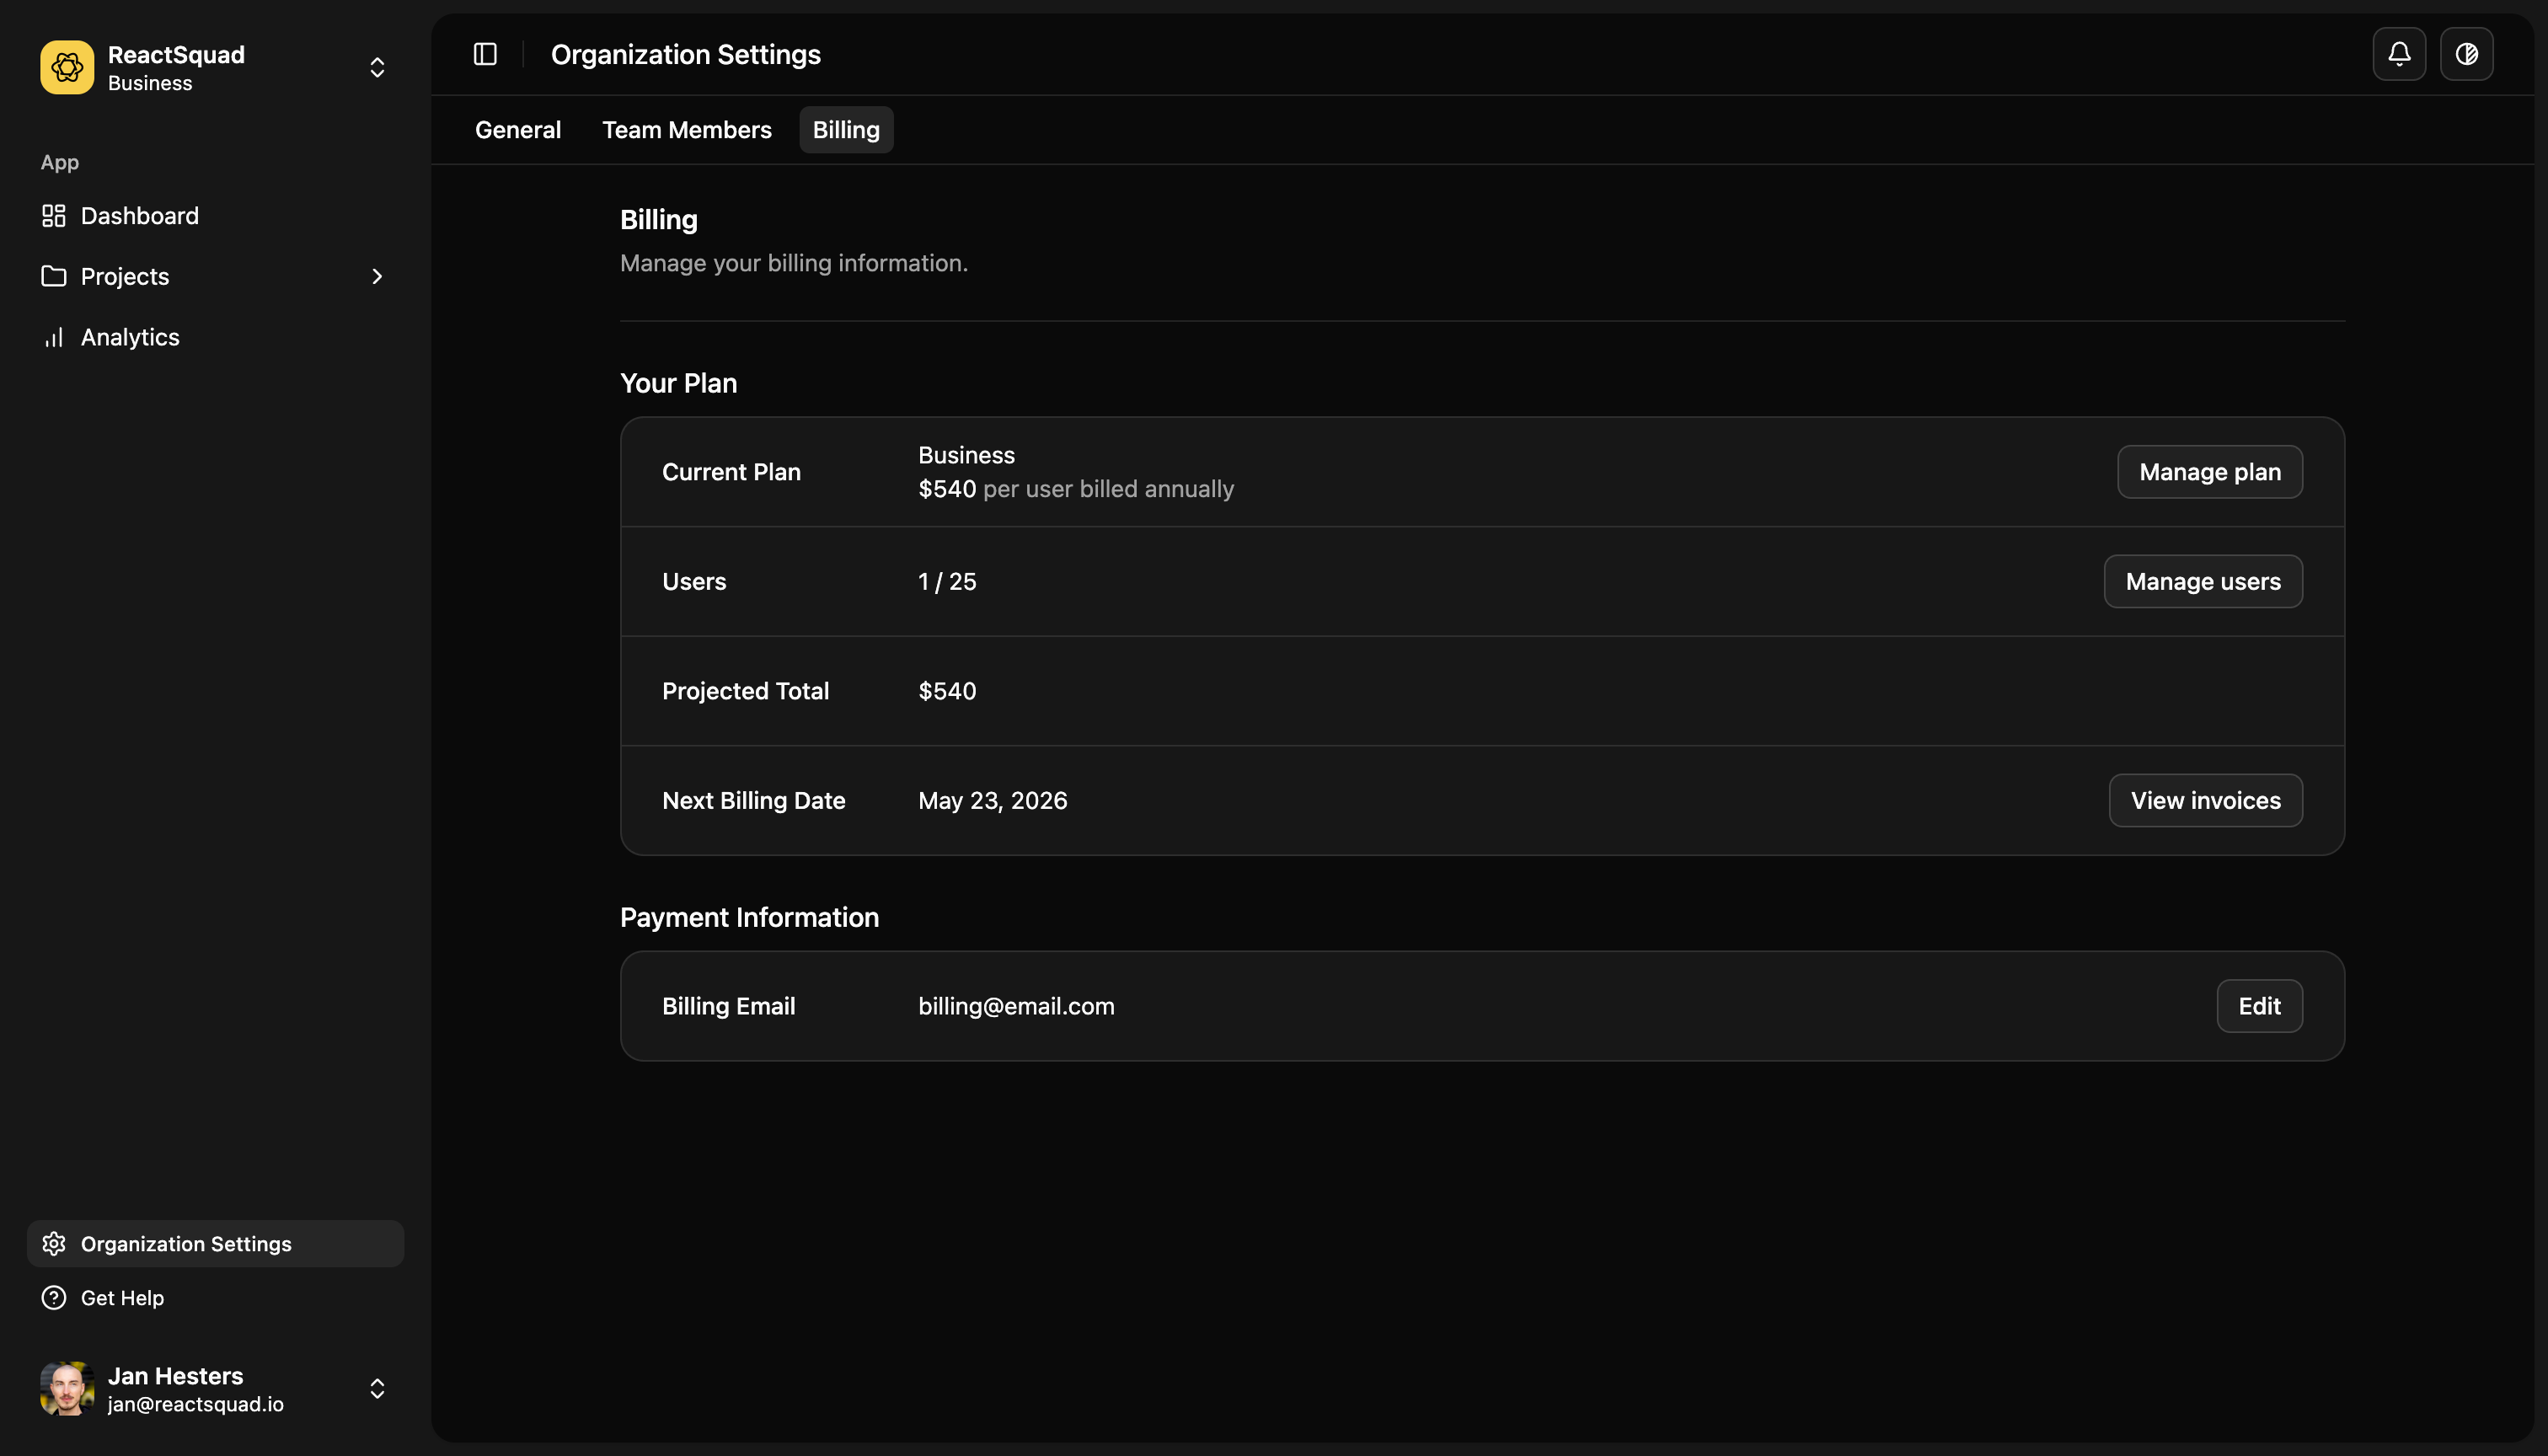 ReactSquad
Business
App
Dashboard
Projects
Analytics
Organization Settings
Get Help
Jan Hesters
jan@reactsquad.io
Organization Settings
General Team Members Billing
Billing
Manage your billing information.
Your Plan
Current Plan
Business
$540 per user billed annually
Manage plan
Users 1 / 25 Manage users
Projected Total $540
Next Billing Date May 23, 2026 View invoices
Payment Information
Billing Email billing@email.com Edit